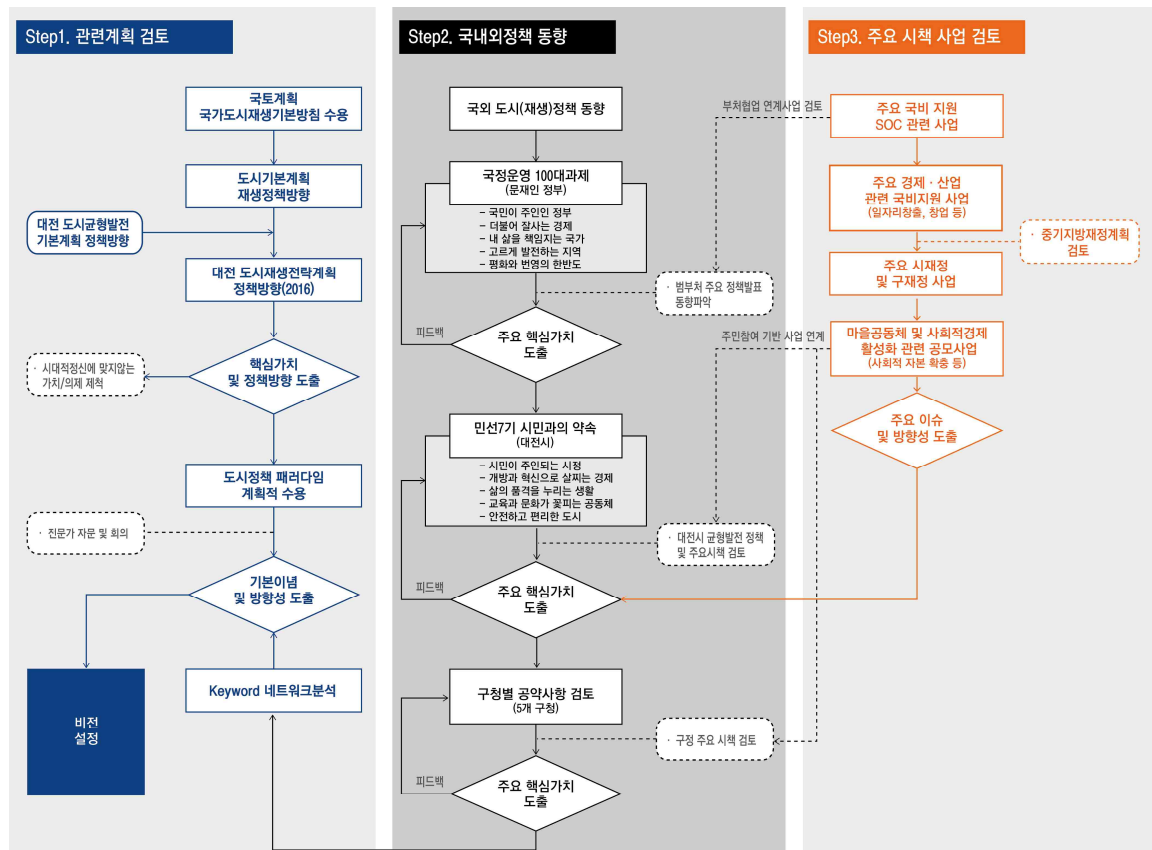 Step1. 관련계획 검토
국토계획
국가도시재생기본방침 수용
도시기본계획
재생정책방향
대전 도시균형발전
기본계획 정책방향
대전 도시재생전략계획
정책방향(2016)
핵심가치
및 정책방향 도출
· 시대적정신에 맞지않는
가치/의제 제척
도시정책 패러다임
계획적 수용
· 전문가 자문 및 회의
기본이념
및 방향성 도출
Keyword 네트워크분석
비전
설정
Step2. 국내외정책 동향
국외 도시(재생)정책 동향
국정운영 100대과제
(문재인 정부)
– 국민이 주인인 정부
– 더불어 잘사는 경제
– 내 삶을 책임지는 국가
– 고르게 발전하는 지역
– 평화와 번영의 한반도
· 범부처 주요 정책발표
동향파악
피드백
주요 핵심가치
도출
민선7기 시민과의 약속
(대전시)
– 시민이 주인되는 시정
– 개방과 혁신으로 살찌는 경제
– 삶의 품격을 누리는 생활
– 교육과 문화가 꽃피는 공동체
– 안전하고 편리한 도시
· 대전시 균형발전 정책
및 주요시책 검토
피드백
주요 핵심가치
도출
구청별 공약사항 검토
(5개 구청)
· 구정 주요 시책 검토
피드백
주요 핵심가치
도출
Step3. 주요 시책 사업 검토
부처협업 연계사업 검토
주요 국비 지원
SOC 관련 사업
주요 경제 · 산업
관련 국비지원 사업
(일자리창출, 창업 등)
· 중기지방재정계획
검토
주요 시재정
및 구재정 사업
주민참여 기반 사업 연계
마을공동체 및 사회적경제
활성화 관련 공모사업
(사회적 자본 확충 등)
주요 이슈
및 방향성 도출